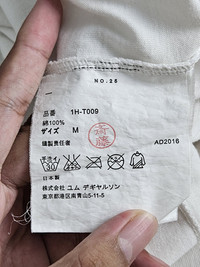 NO.28
品番 1H-T009
綿100%
サイズ M
縫製責任者 AD2016
日本製
株式会社 ユム デギャルソン
東京都港区南青山5-11-5